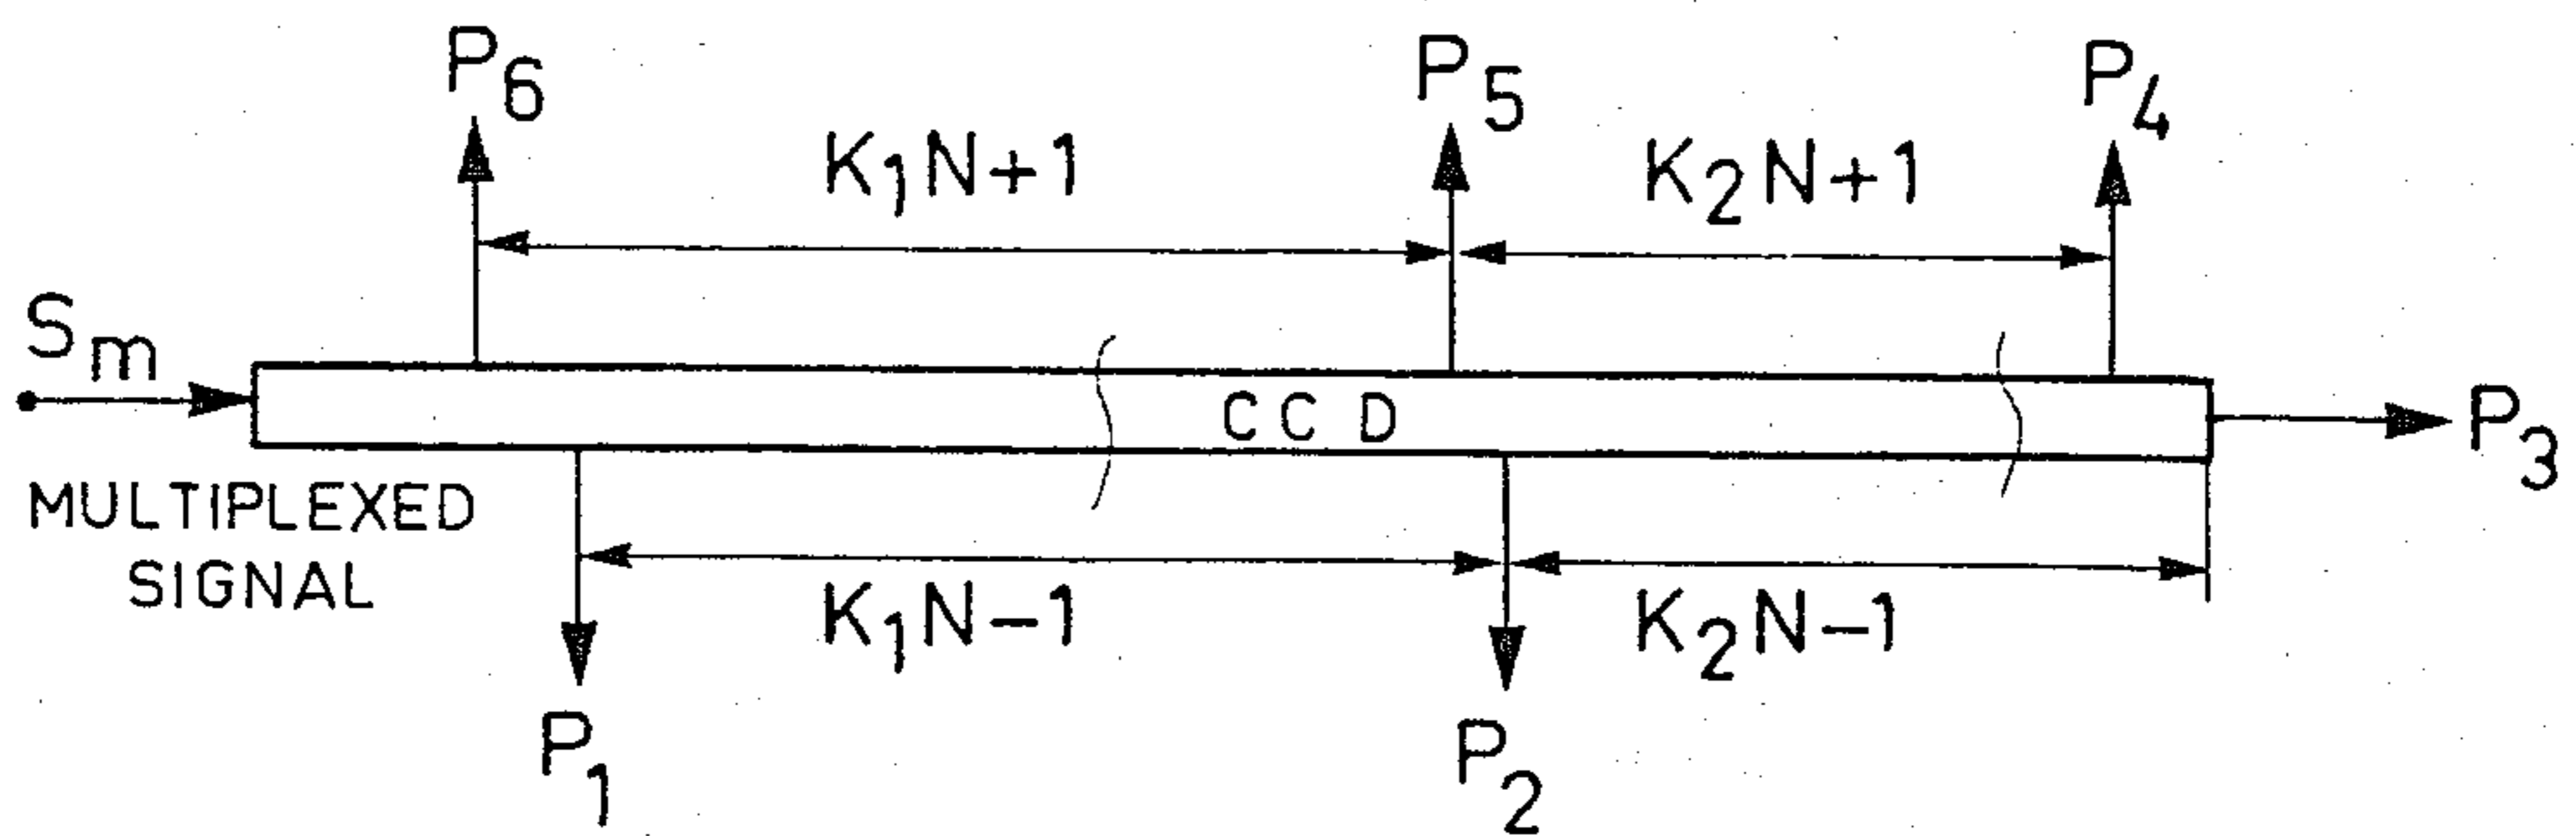 P6
P5
P4
K1N+1
K2N+1
Sm
CCD
P3
MULTIPLEXED
SIGNAL
K1N-1
K2N-1
P1
P2